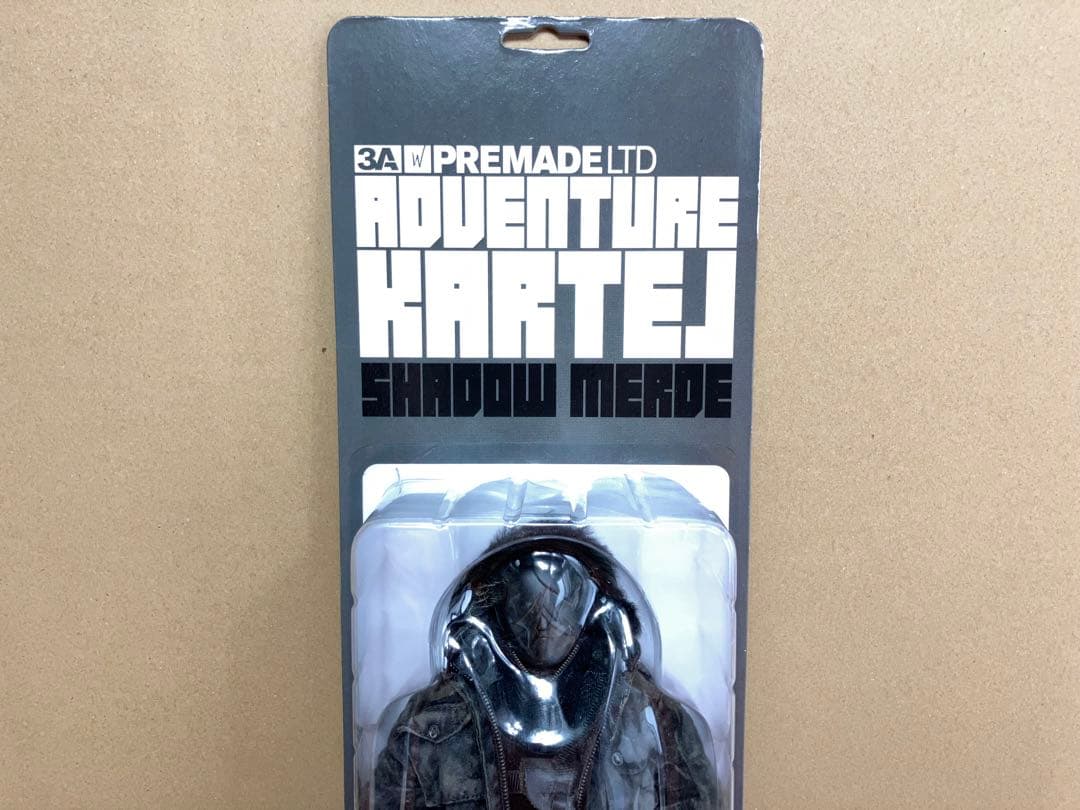 3A W PREMADE LTD
ADVENTURE
KARTEL
SHADOW MERDE